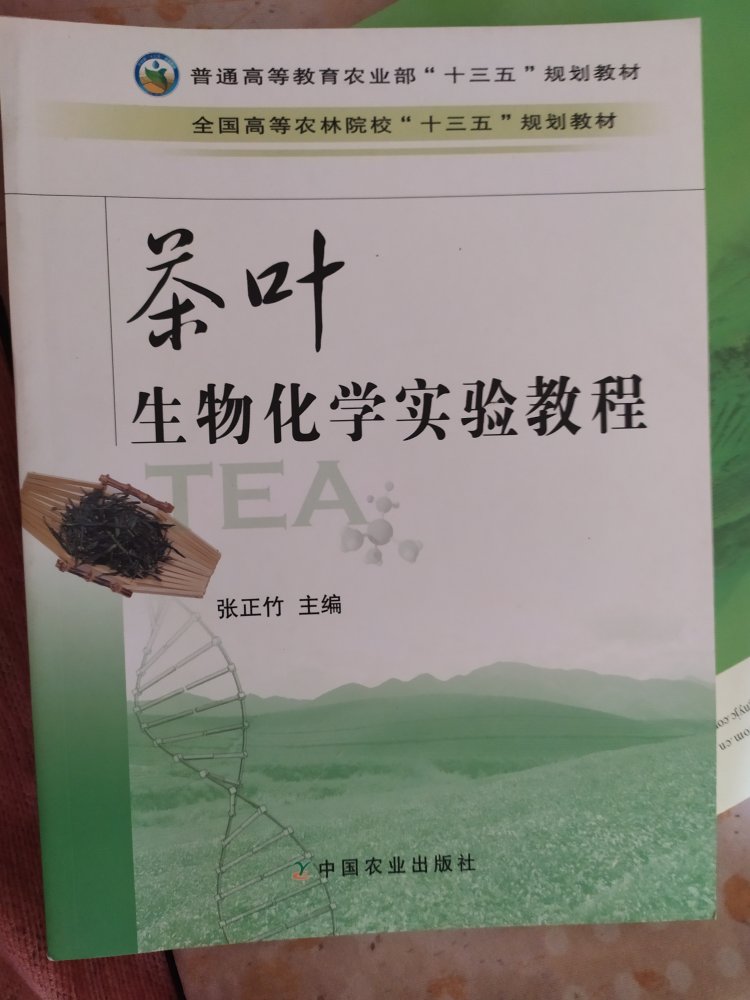 普通高等教育农业部“十三五”规划教材
全国高等农林院校“十三五”规划教材
茶叶
生物化学实验教程
TEA
张正竹 主编
中国农业出版社